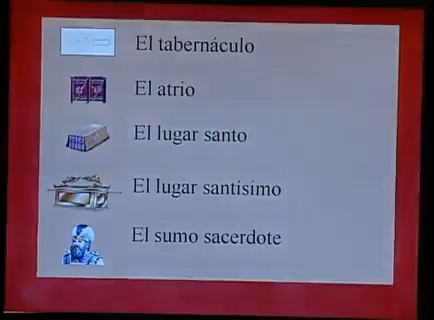 El tabernáculo
El atrio
El lugar santo
El lugar santísimo
El sumo sacerdote